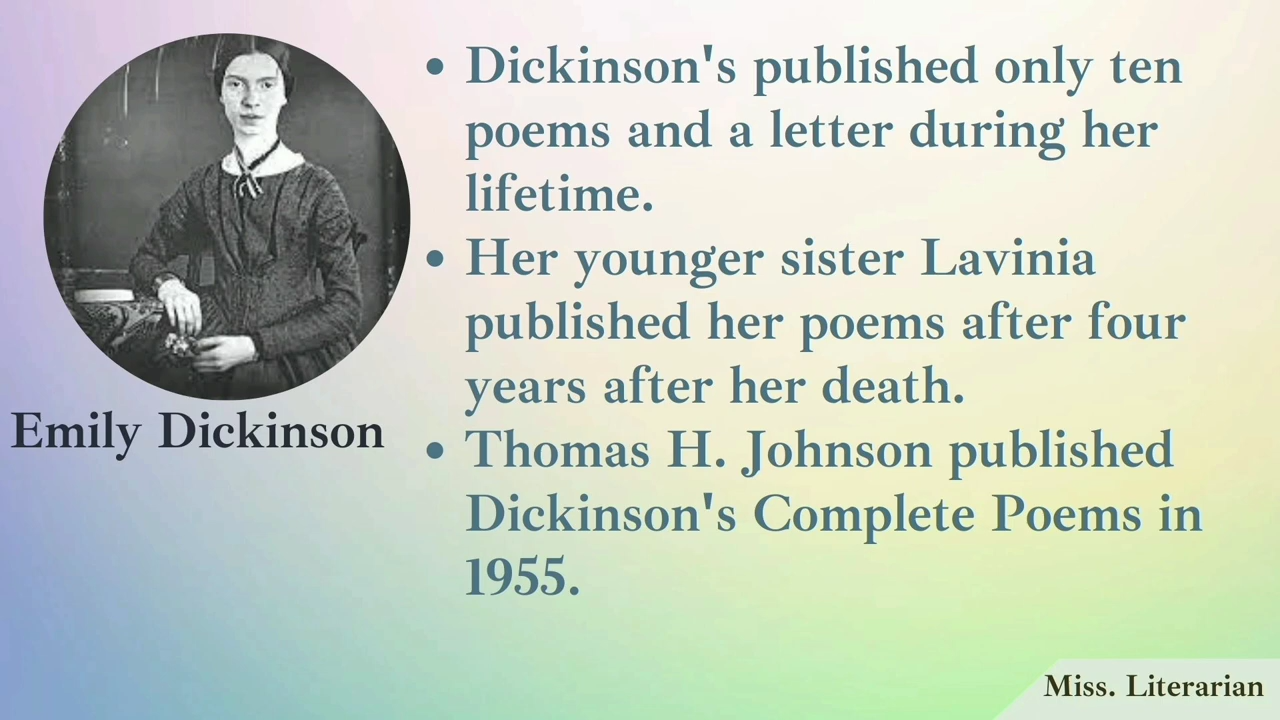 Emily Dickinson
• Dickinson's published only ten
poems and a letter during her
lifetime.
• Her younger sister Lavinia
published her poems after four
years after her death.
• Thomas H. Johnson published
Dickinson's Complete Poems in
1955.
Miss. Literarian